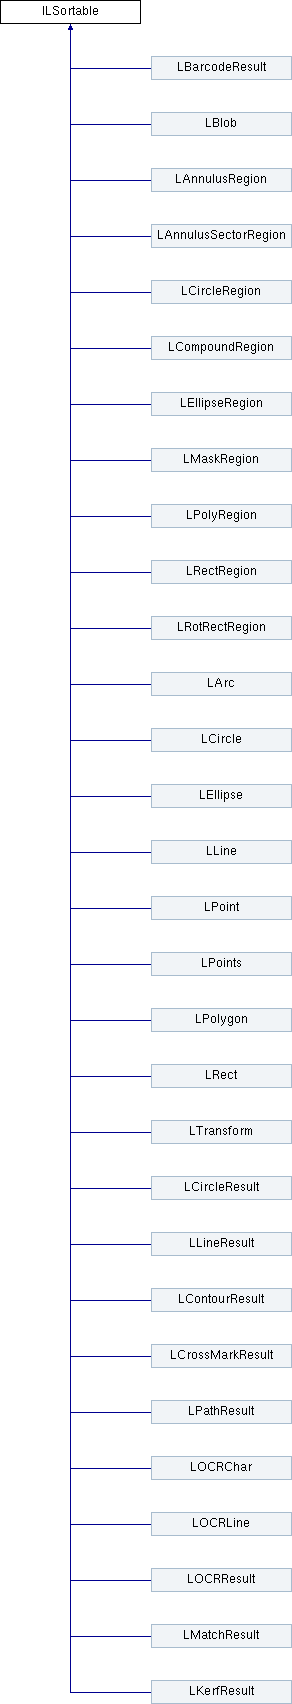 ILSortable
LBarcodeResult
LBlob
LAnnulusRegion
LAnnulusSectorRegion
LCircleRegion
LCompoundRegion
LEllipseRegion
LMaskRegion
LPolyRegion
LRectRegion
LRotRectRegion
LArc
LCircle
LEllipse
LLine
LPoint
LPoints
LPolygon
LRect
LTransform
LCircleResult
LLineResult
LContourResult
LCrossMarkResult
LPathResult
LOCRChar
LOCRLine
LOCRResult
LMatchResult
LKerfResult